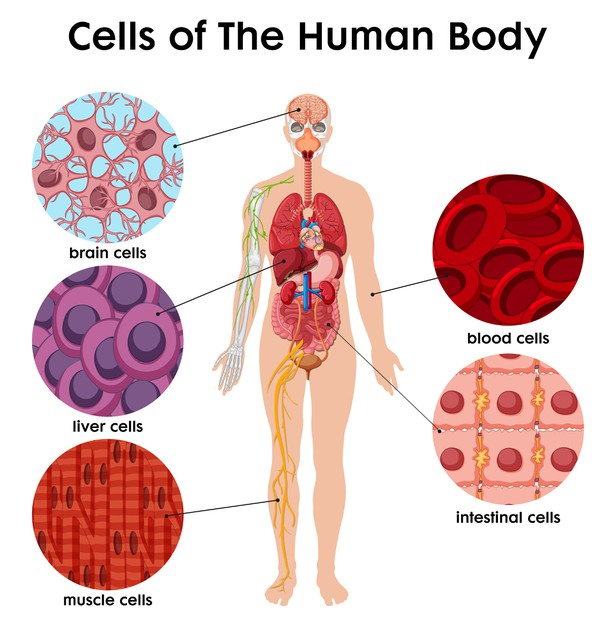 Cells of The Human Body
brain cells
liver cells
muscle cells
blood cells
intestinal cells